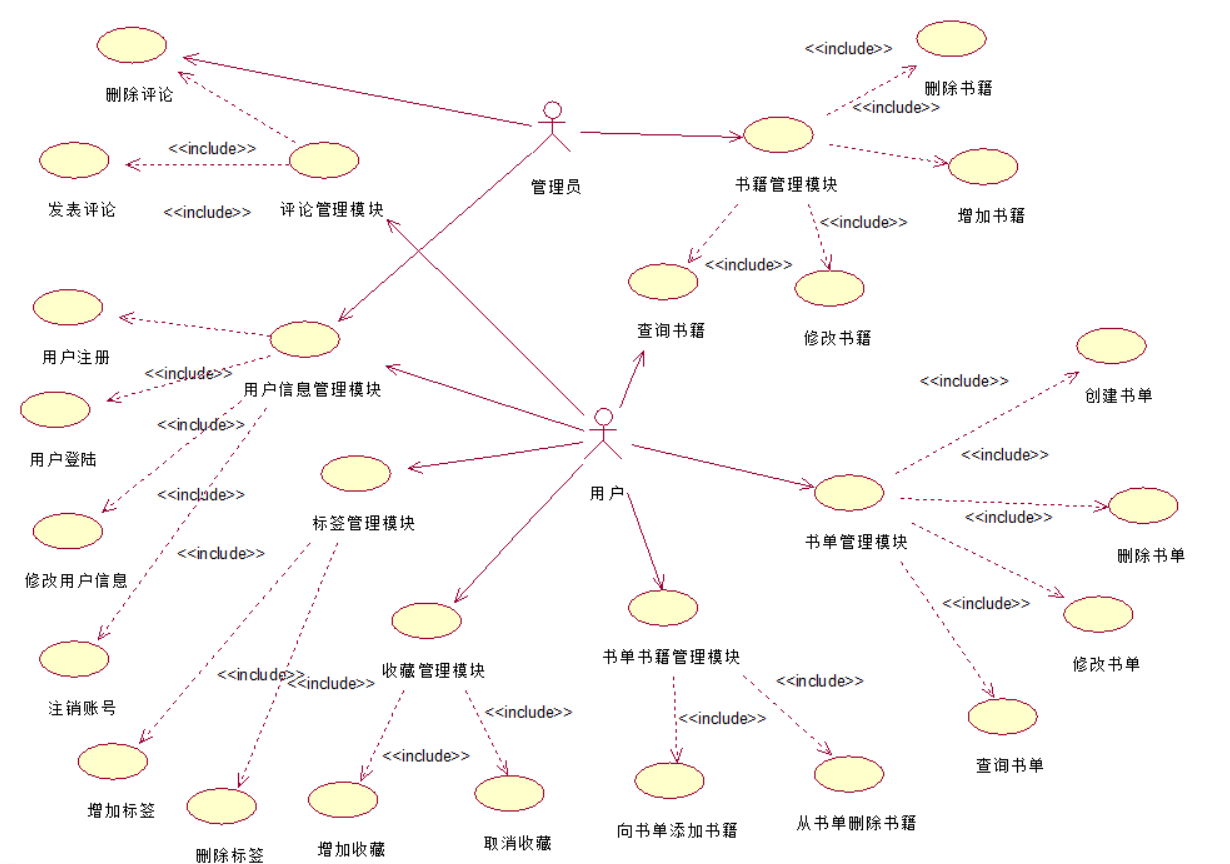 <<include>>
删除书籍
删除评论
<<include>>
<<include>>
管理员
书籍管理模块
发表评论
<<include>>
评论管理模块
增加书籍
<<include>>
<<include>>
查询书籍
修改书籍
用户注册
<<include>>
用户信息管理模块
<<include>>
创建书单
<<include>>
用户登陆
<<include>>
<<include>>
用户
标签管理模块
<<include>>
书单管理模块
删除书单
<<include>>
修改用户信息
<<include>>
<<include>>
<<include>>
收藏管理模块
书单书籍管理模块
修改书单
<<include>>
注销账号
<<include>>
<<include>>
<<include>>
查询书单
增加标签
删除标签
增加收藏
取消收藏
向书单添加书籍
从书单删除书籍